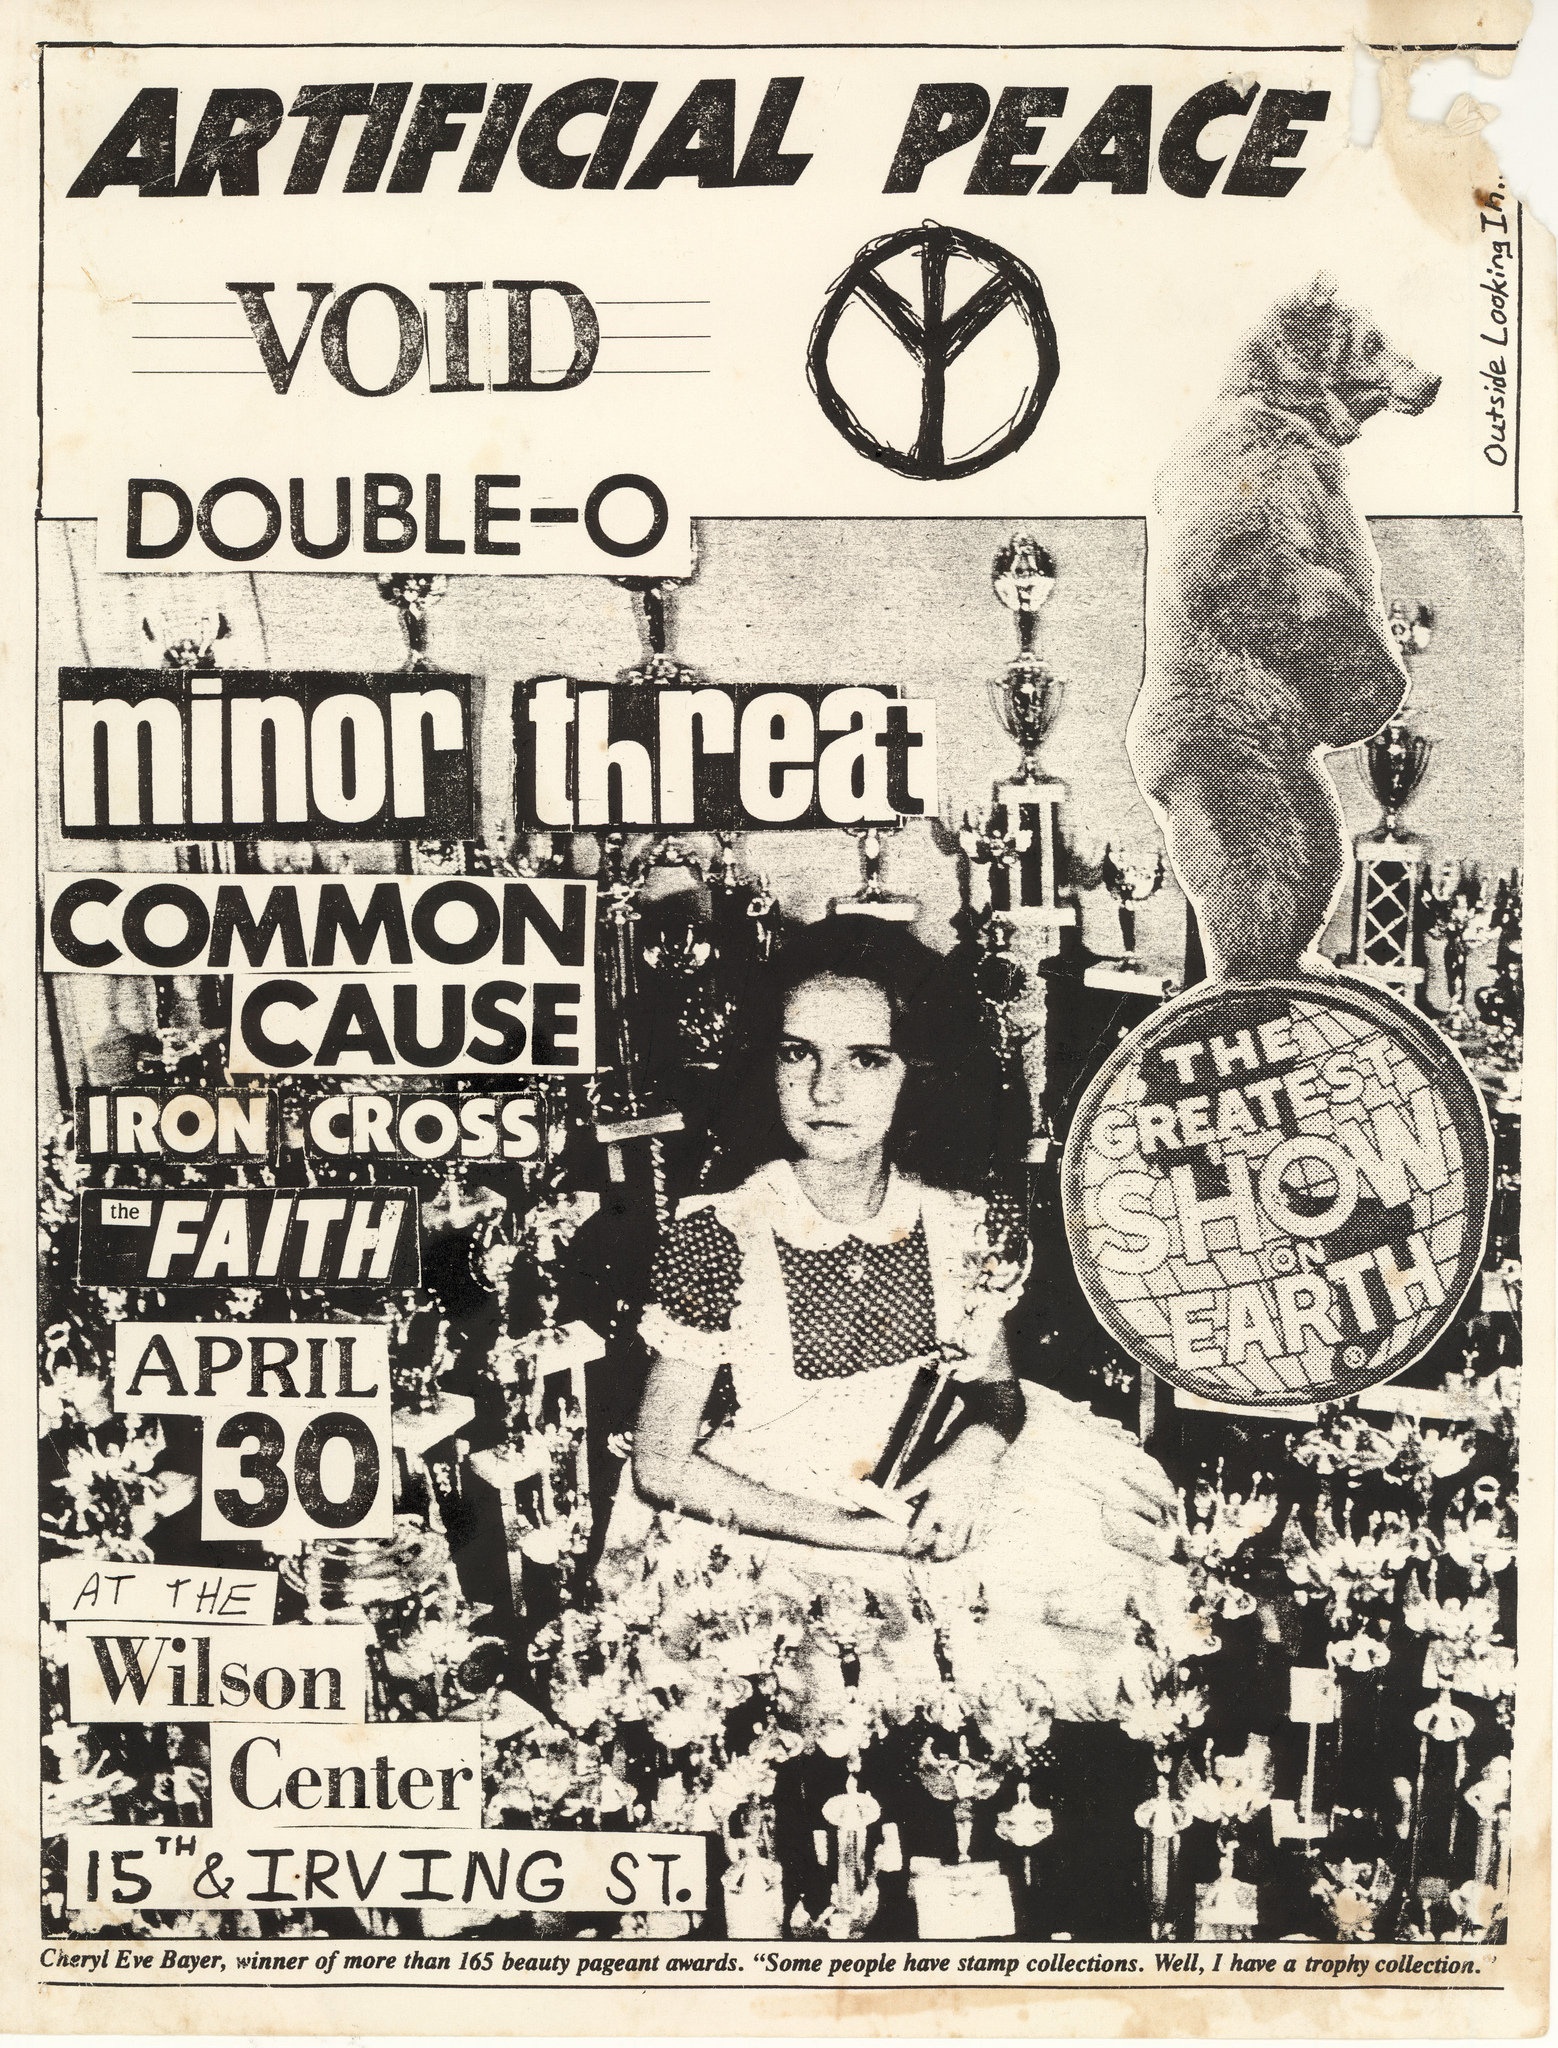 ARTIFICIAL PEACE
Outside Looking In..
VOID
DOUBLE-O
minor threat
COMMON
CAUSE
IRON CROSS
the FAITH
THE
GREATEST
SHOW
ON
EARTH
®
APRIL
30
AT THE
Wilson
Center
15TH & IRVING ST.
Cheryl Eve Bayer, winner of more than 165 beauty pageant awards. “Some people have stamp collections. Well, I have a trophy collection.”